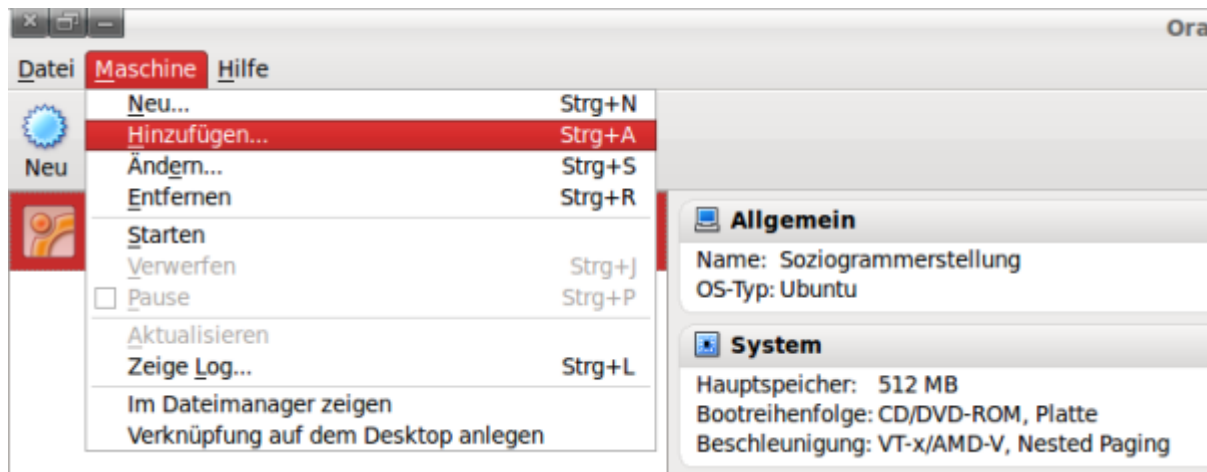 Ora
Datei Maschine Hilfe
Neu... Strg+N
Hinzufügen... Strg+A
Ändern... Strg+S
Entfernen Strg+R
Starten
Verwerfen Strg+J
Pause Strg+P
Aktualisieren
Zeige Log... Strg+L
Im Dateimanager zeigen
Verknüpfung auf dem Desktop anlegen
Neu
Allgemein
Name: Soziogrammerstellung
OS-Typ: Ubuntu
System
Hauptspeicher: 512 MB
Bootreihenfolge: CD/DVD-ROM, Platte
Beschleunigung: VT-x/AMD-V, Nested Paging